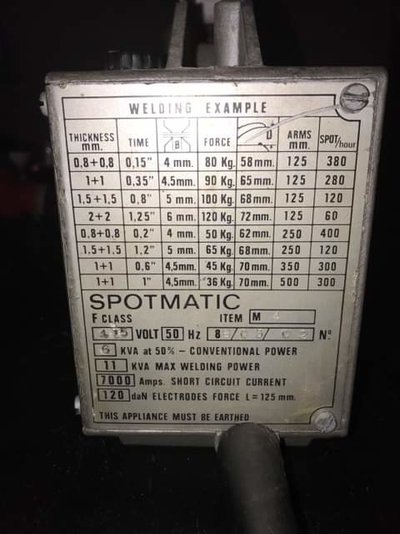 WELDING EXAMPLE
THICKNESS mm. TIME B FORCE D ARMS mm. SPOT/hour
0,8+0,8 0,15" 4 mm. 80 Kg. 58mm. 125 380
1+1 0,35" 4,5mm. 90 Kg. 65mm. 125 280
1,5+1,5 0,8" 5 mm. 100 Kg. 68mm. 125 120
2+2 1,25" 6 mm. 120 Kg. 72mm. 125 60
0,8+0,8 0,2" 4 mm. 50 Kg. 62mm. 250 400
1,5+1,5 1,2" 5 mm. 65 Kg. 68mm. 250 120
1+1 0,6" 4,5mm. 45 Kg. 70mm. 350 300
1+1 1" 4,5mm. 36 Kg. 70mm. 500 300
SPOTMATIC
F CLASS ITEM M 4
415 VOLT 50 Hz N°
6 KVA at 50% - CONVENTIONAL POWER
11 KVA MAX WELDING POWER
7000 Amps. SHORT CIRCUIT CURRENT
120 daN ELECTRODES FORCE L = 125 mm.
THIS APPLIANCE MUST BE EARTHED